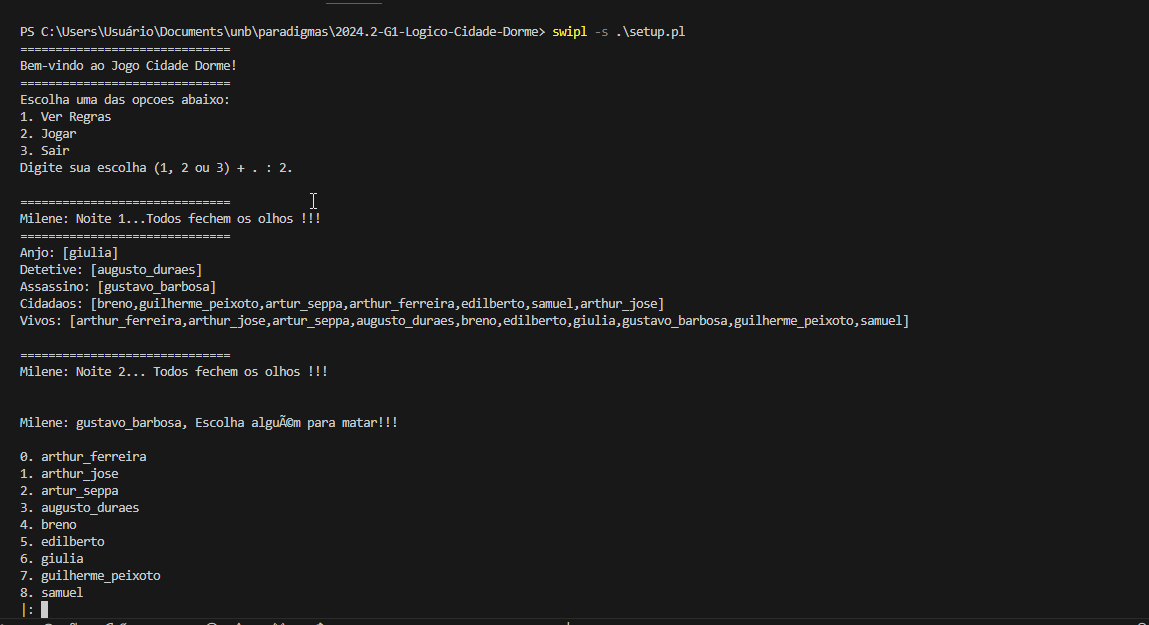 PS C:\Users\Usuário\Documents\unb\paradigmas\2024.2-G1-Logico-Cidade-Dorme> swipl -s .\setup.pl
==============================
Bem-vindo ao Jogo Cidade Dorme!
==============================
Escolha uma das opcoes abaixo:
1. Ver Regras
2. Jogar
3. Sair
Digite sua escolha (1, 2 ou 3) + . : 2.
==============================
Milene: Noite 1...Todos fechem os olhos !!!
==============================
Anjo: [giulia]
Detetive: [augusto_duraes]
Assassino: [gustavo_barbosa]
Cidadaos: [breno,guilherme_peixoto,artur_seppa,arthur_ferreira,edilberto,samuel,arthur_jose]
Vivos: [arthur_ferreira,arthur_jose,artur_seppa,augusto_duraes,breno,edilberto,giulia,gustavo_barbosa,guilherme_peixoto,samuel]
==============================
Milene: Noite 2... Todos fechem os olhos !!!
Milene: gustavo_barbosa, Escolha alguÃ©m para matar!!!
0. arthur_ferreira
1. arthur_jose
2. artur_seppa
3. augusto_duraes
4. breno
5. edilberto
6. giulia
7. guilherme_peixoto
8. samuel
|: